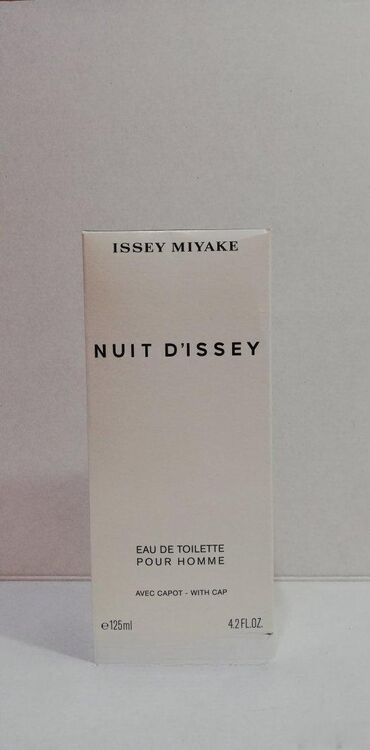 ISSEY MIYAKE
NUIT D'ISSEY
EAU DE TOILETTE
POUR HOMME
AVEC CAPOT - WITH CAP
℮125ml 4.2 FL.OZ.